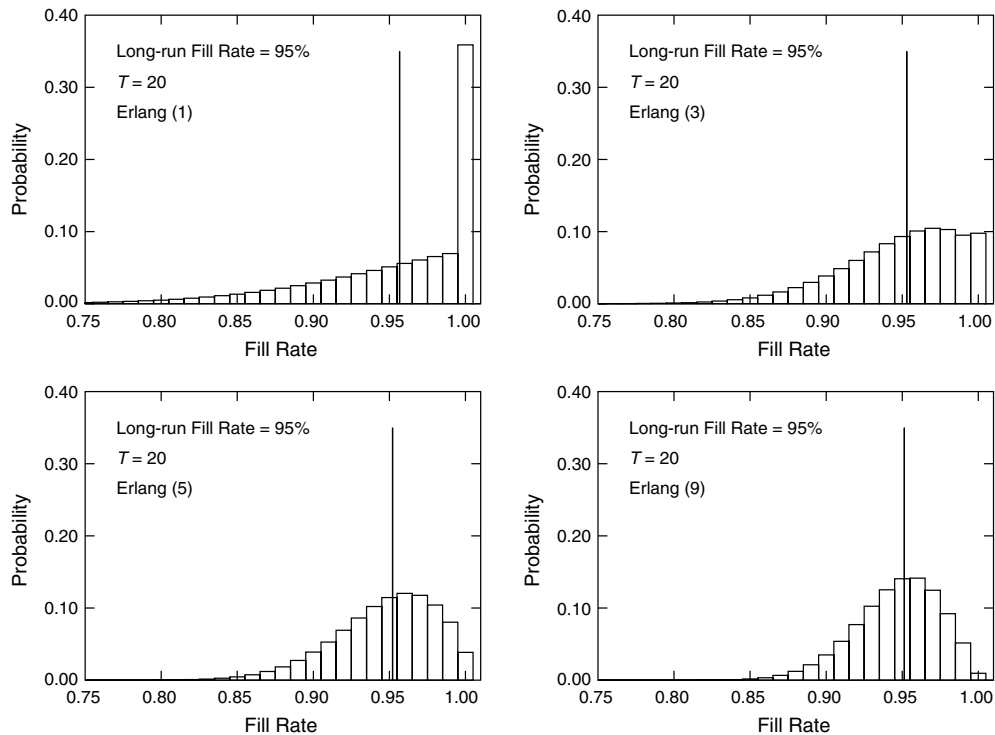 0.40
0.30
0.20
0.10
0.00
Probability
Long-run Fill Rate = 95%
T = 20
Erlang (1)
0.75 0.80 0.85 0.90 0.95 1.00
Fill Rate
0.40
0.30
0.20
0.10
0.00
Probability
Long-run Fill Rate = 95%
T = 20
Erlang (3)
0.75 0.80 0.85 0.90 0.95 1.00
Fill Rate
0.40
0.30
0.20
0.10
0.00
Probability
Long-run Fill Rate = 95%
T = 20
Erlang (5)
0.75 0.80 0.85 0.90 0.95 1.00
Fill Rate
0.40
0.30
0.20
0.10
0.00
Probability
Long-run Fill Rate = 95%
T = 20
Erlang (9)
0.75 0.80 0.85 0.90 0.95 1.00
Fill Rate